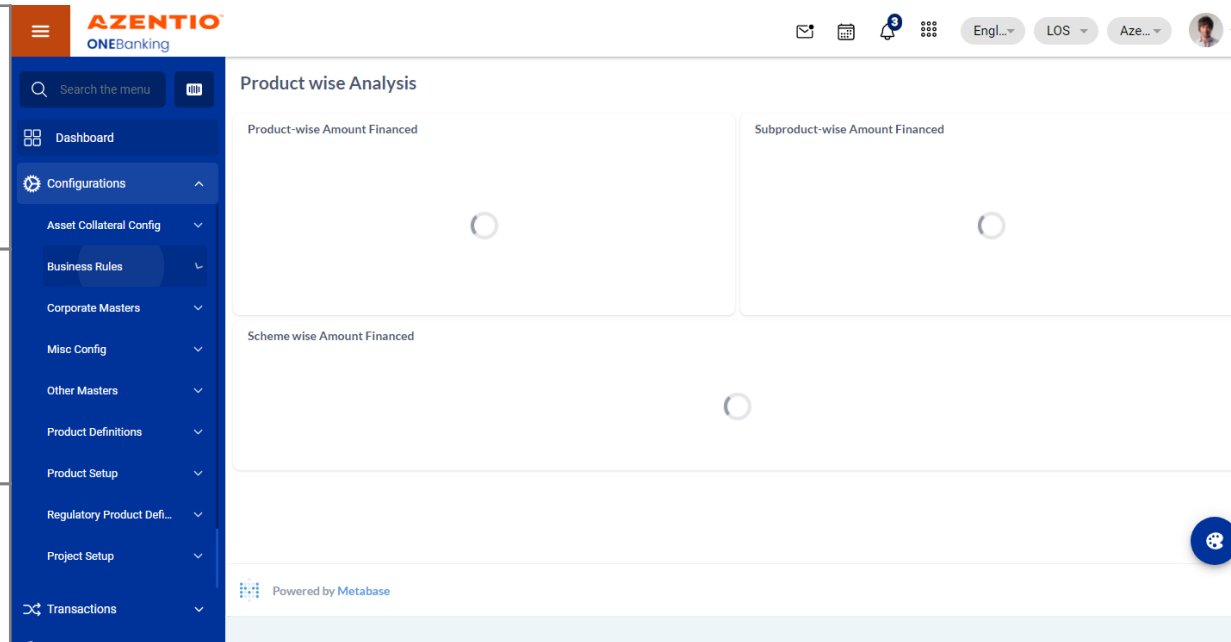 AZENTIO
ONEBanking
3
Engl...
LOS
Aze...
Search the menu
Dashboard
Configurations
Asset Collateral Config
Business Rules
Corporate Masters
Misc Config
Other Masters
Product Definitions
Product Setup
Regulatory Product Defi...
Project Setup
Transactions
Product wise Analysis
Product-wise Amount Financed
Subproduct-wise Amount Financed
Scheme wise Amount Financed
Powered by Metabase